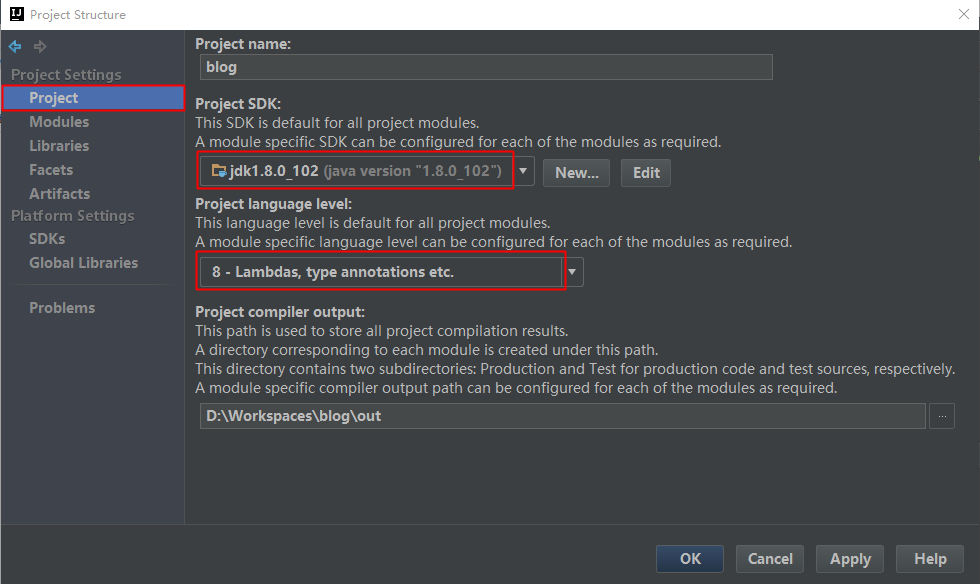 IJ Project Structure
Project Settings
Project
Modules
Libraries
Facets
Artifacts
Platform Settings
SDKs
Global Libraries
Problems
Project name:
blog
Project SDK:
This SDK is default for all project modules.
A module specific SDK can be configured for each of the modules as required.
jdk1.8.0_102 (java version "1.8.0_102") New... Edit
Project language level:
This language level is default for all project modules.
A module specific language level can be configured for each of the modules as required.
8 - Lambdas, type annotations etc.
Project compiler output:
This path is used to store all project compilation results.
A directory corresponding to each module is created under this path.
This directory contains two subdirectories: Production and Test for production code and test sources, respectively.
A module specific compiler output path can be configured for each of the modules as required.
D:\Workspaces\blog\out ...
OK Cancel Apply Help